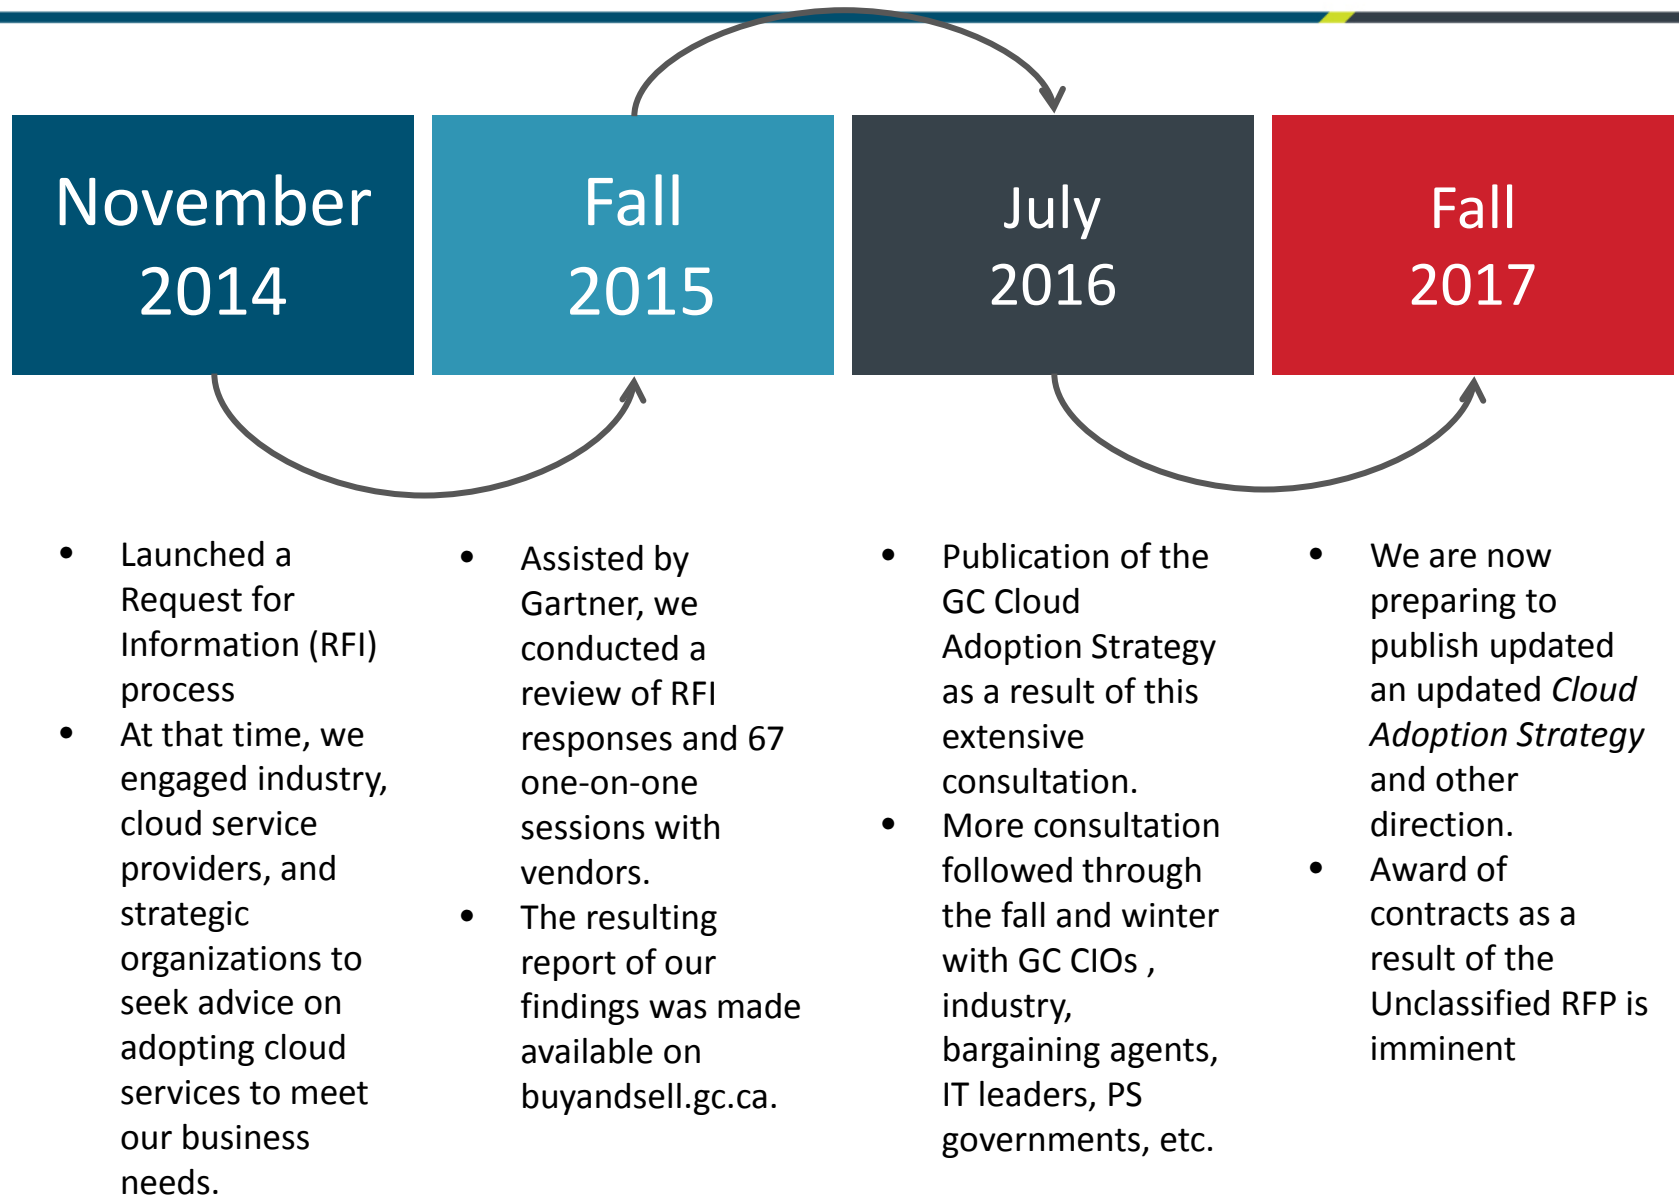 November
2014
Fall
2015
July
2016
Fall
2017
• Launched a
Request for
Information (RFI)
process
• At that time, we
engaged industry,
cloud service
providers, and
strategic
organizations to
seek advice on
adopting cloud
services to meet
our business
needs.
• Assisted by
Gartner, we
conducted a
review of RFI
responses and 67
one-on-one
sessions with
vendors.
• The resulting
report of our
findings was made
available on
buyandsell.gc.ca.
• Publication of the
GC Cloud
Adoption Strategy
as a result of this
extensive
consultation.
• More consultation
followed through
the fall and winter
with GC CIOs ,
industry,
bargaining agents,
IT leaders, PS
governments, etc.
• We are now
preparing to
publish updated
an updated Cloud
Adoption Strategy
and other
direction.
• Award of
contracts as a
result of the
Unclassified RFP is
imminent